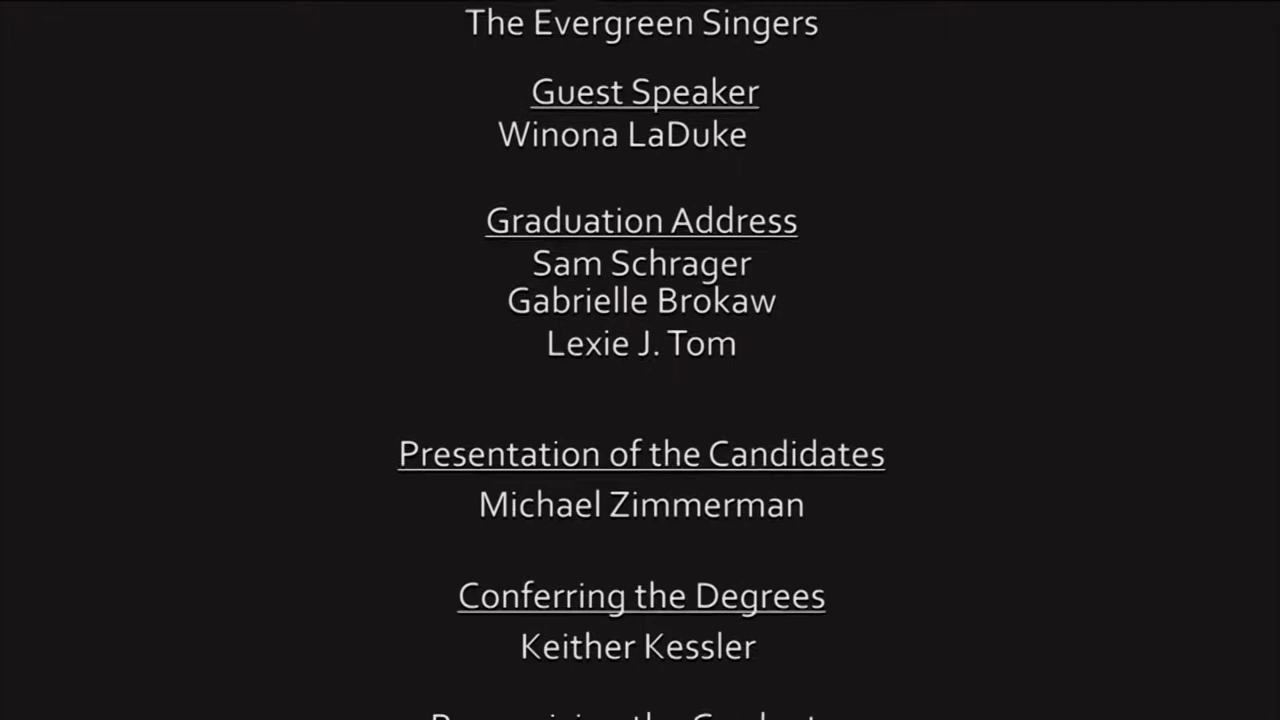 The Evergreen Singers
Guest Speaker
Winona LaDuke
Graduation Address
Sam Schrager
Gabrielle Brokaw
Lexie J. Tom
Presentation of the Candidates
Michael Zimmerman
Conferring the Degrees
Keither Kessler